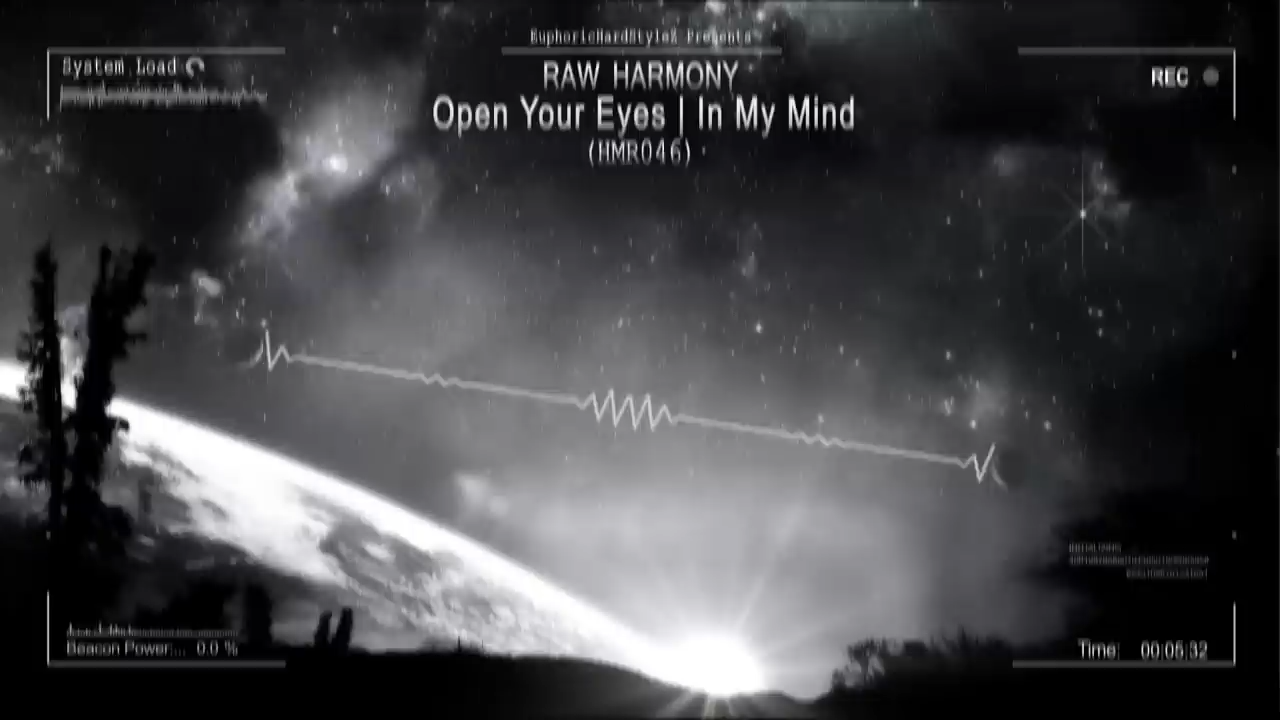 EuphoricHardStyleZ Presents
System Load
RAW HARMONY
REC
Open Your Eyes | In My Mind
(HMR046)
Beacon Power:... 0.0 %
Time: 00:05:32